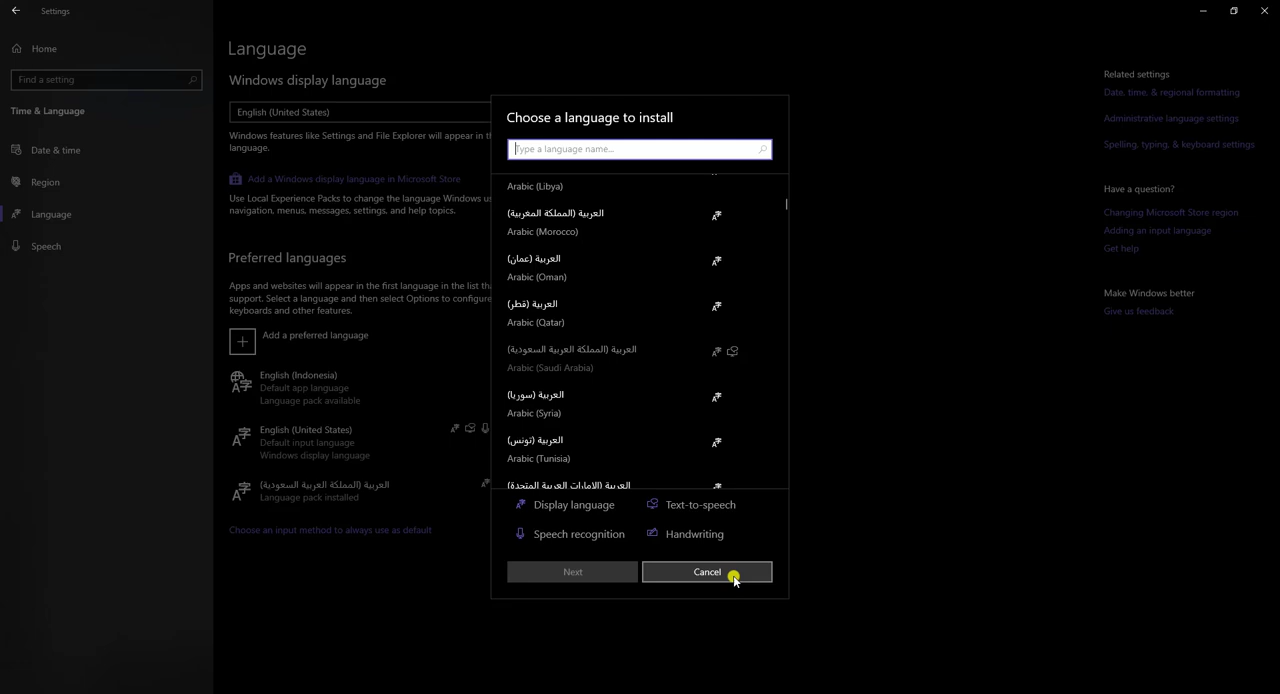 Settings
Home
Find a setting
Time & Language
Date & time
Region
Language
Speech
Language
Windows display language
English (United States)
Windows features like Settings and File Explorer will appear in th
language.
Add a Windows display language in Microsoft Store
Use Local Experience Packs to change the language Windows us
navigation, menus, messages, settings, and help topics.
Preferred languages
Apps and websites will appear in the first language in the list tha
support. Select a language and then select Options to configure
keyboards and other features.
Add a preferred language
English (Indonesia)
Default app language
Language pack available
English (United States)
Default input language
Windows display language
العربية (المملكة العربية السعودية)
Language pack installed
Choose an input method to always use as default
Choose a language to install
Type a language name...
Arabic (Libya)
العربية (المملكة المغربية)
Arabic (Morocco)
العربية (عمان)
Arabic (Oman)
العربية (قطر)
Arabic (Qatar)
العربية (المملكة العربية السعودية)
Arabic (Saudi Arabia)
العربية (سوريا)
Arabic (Syria)
العربية (تونس)
Arabic (Tunisia)
العربية (الإمارات العربية المتحدة)
Display language
Text-to-speech
Speech recognition
Handwriting
Next
Cancel
Related settings
Date, time, & regional formatting
Administrative language settings
Spelling, typing, & keyboard settings
Have a question?
Changing Microsoft Store region
Adding an input language
Get help
Make Windows better
Give us feedback